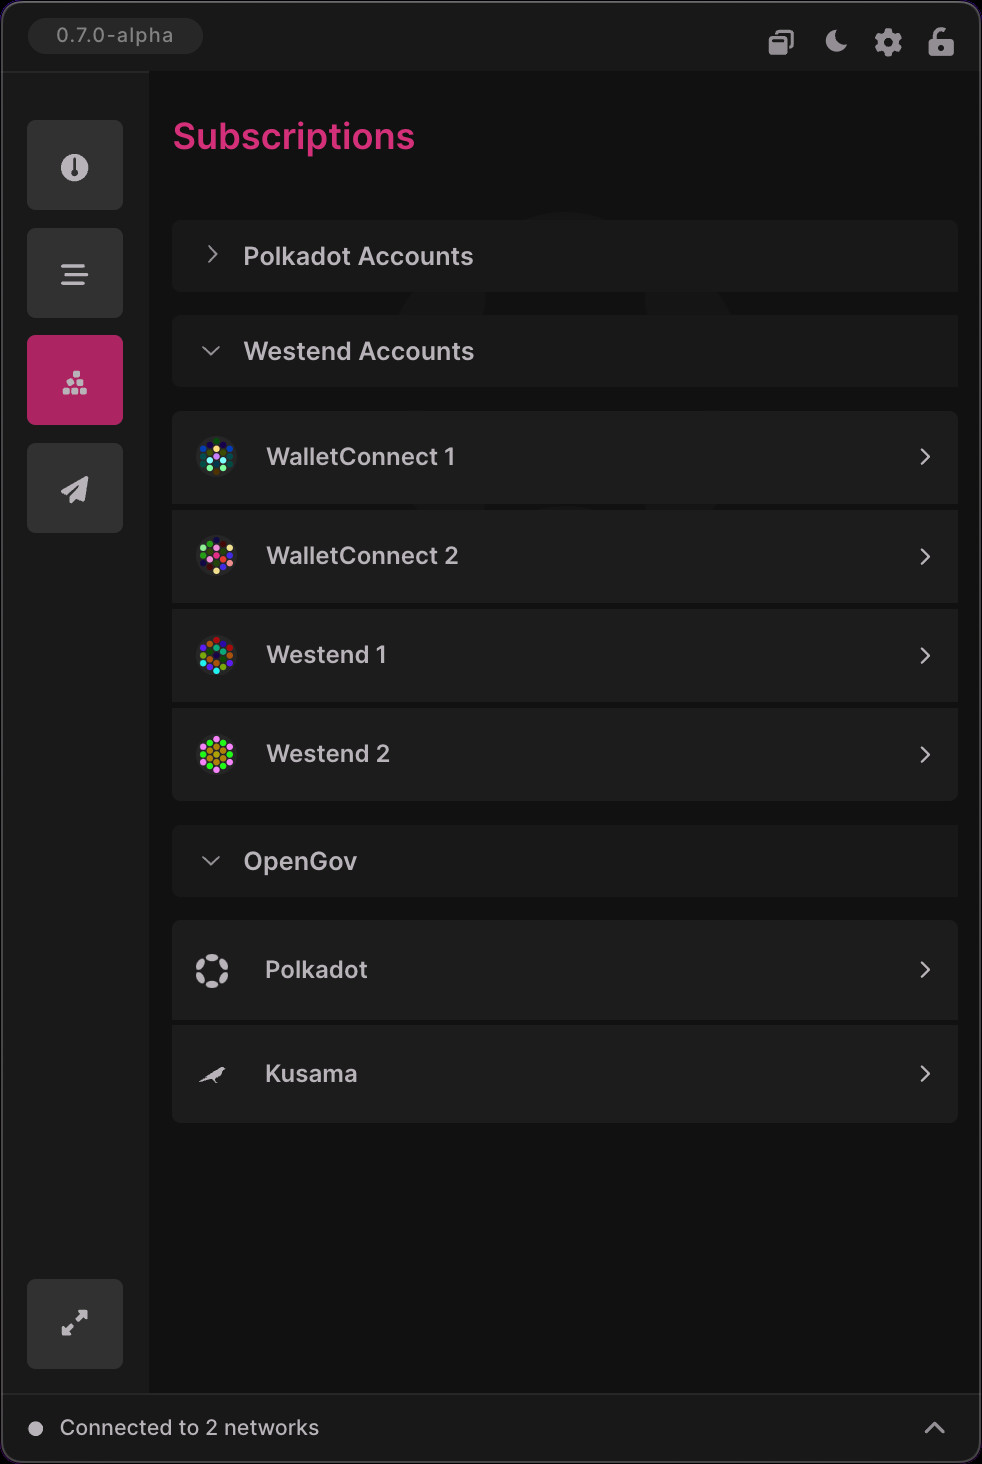 0.7.0-alpha
Subscriptions
Polkadot Accounts
Westend Accounts
WalletConnect 1
WalletConnect 2
Westend 1
Westend 2
OpenGov
Polkadot
Kusama
Connected to 2 networks